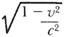 √(1 − v²/c²)